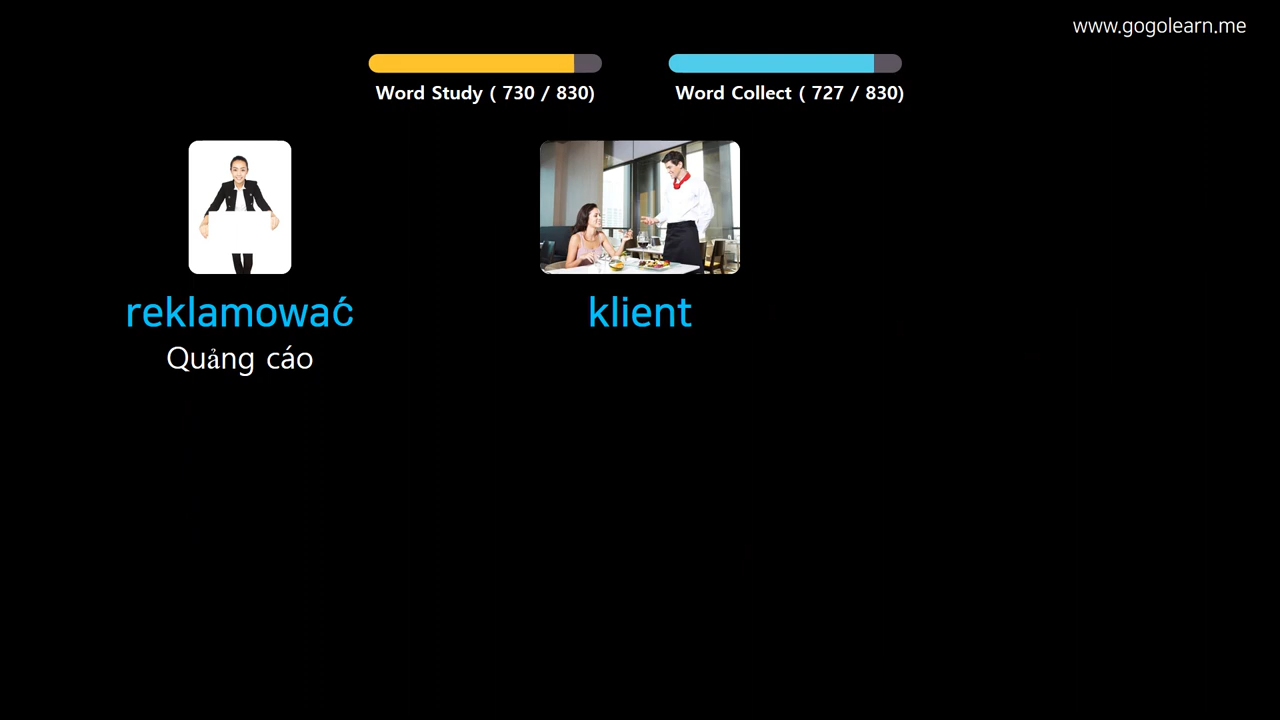 www.gogolearn.me
Word Study ( 730 / 830)
Word Collect ( 727 / 830)
reklamować
Quảng cáo
klient